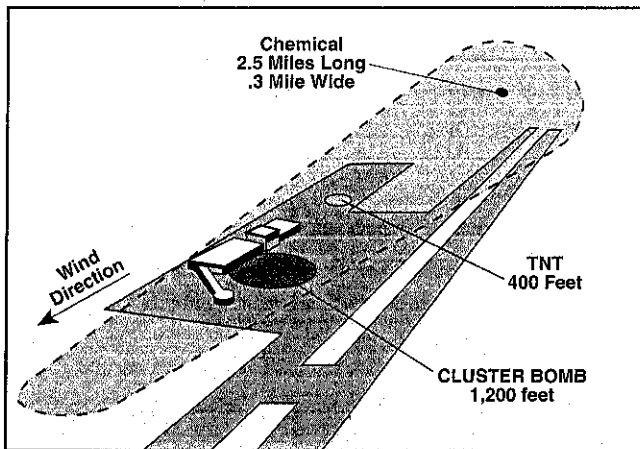 Chemical
2.5 Miles Long
.3 Mile Wide
Wind
Direction
TNT
400 Feet
CLUSTER BOMB
1,200 feet